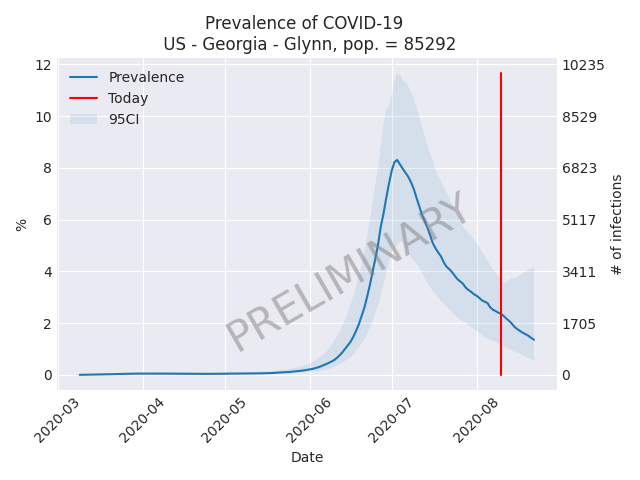 Prevalence of COVID-19
US - Georgia - Glynn, pop. = 85292
Prevalence
Today
95CI
PRELIMINARY
12
10
8
6
4
2
0
%
10235
8529
6823
5117
3411
1705
0
# of infections
2020-03
2020-04
2020-05
2020-06
2020-07
2020-08
Date